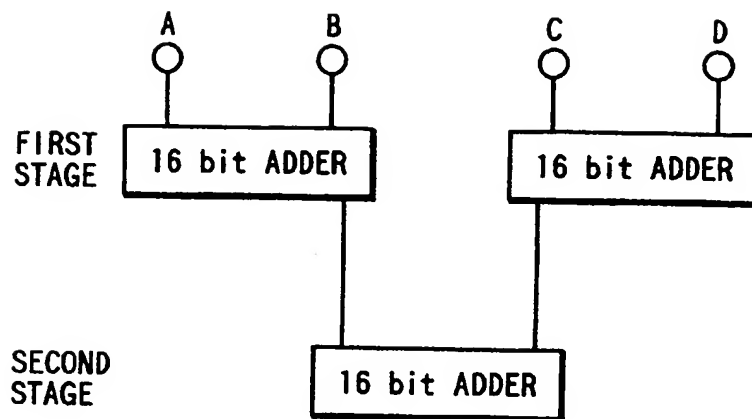 A B C D
FIRST
STAGE
16 bit ADDER 16 bit ADDER
SECOND
STAGE
16 bit ADDER